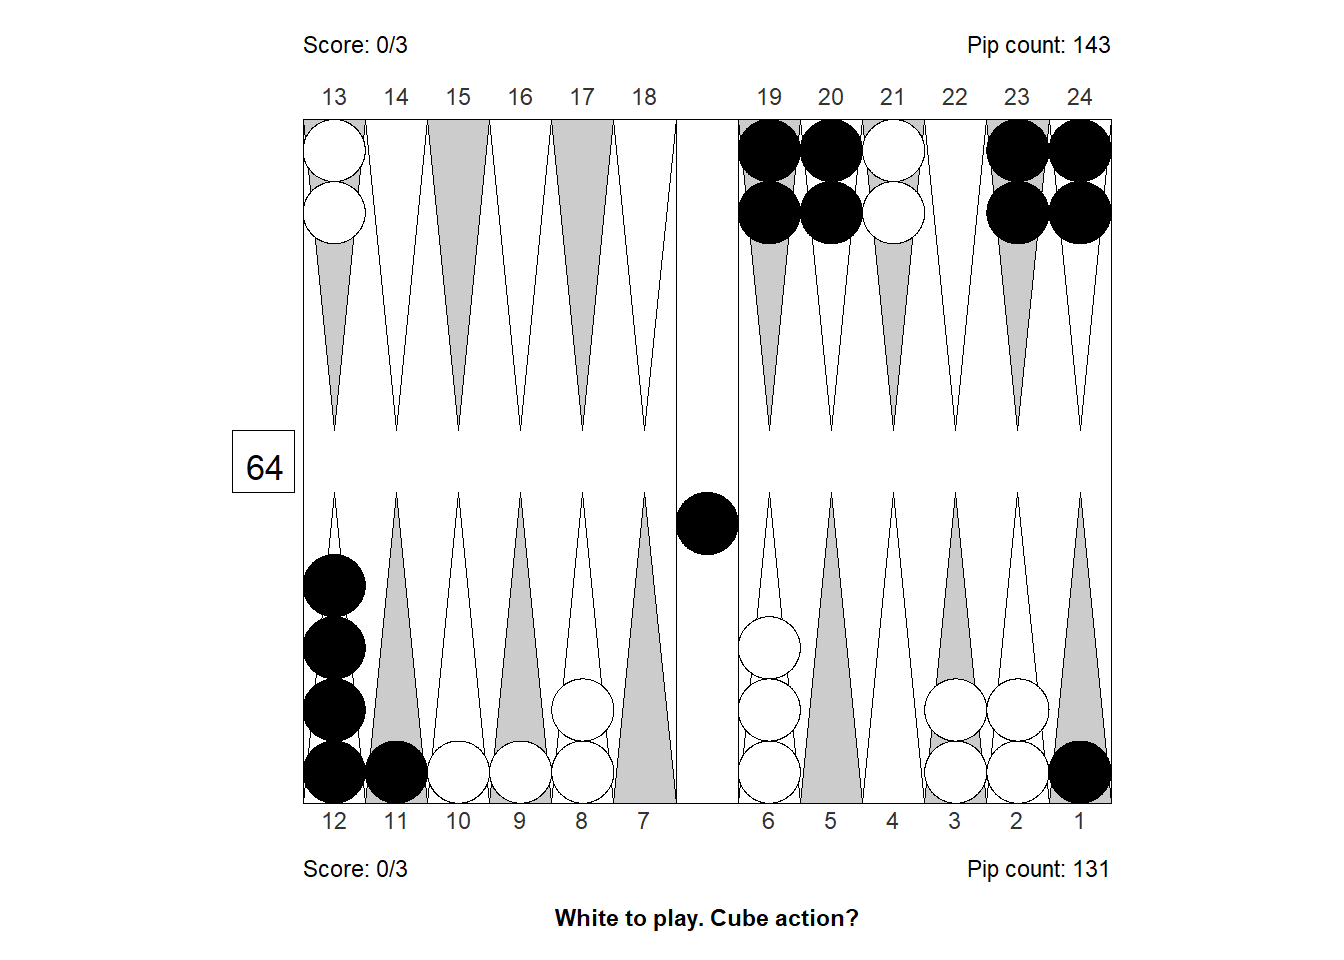 Score: 0/3 Pip count: 143
13 14 15 16 17 18 19 20 21 22 23 24
64
12 11 10 9 8 7 6 5 4 3 2 1
Score: 0/3 Pip count: 131
White to play. Cube action?